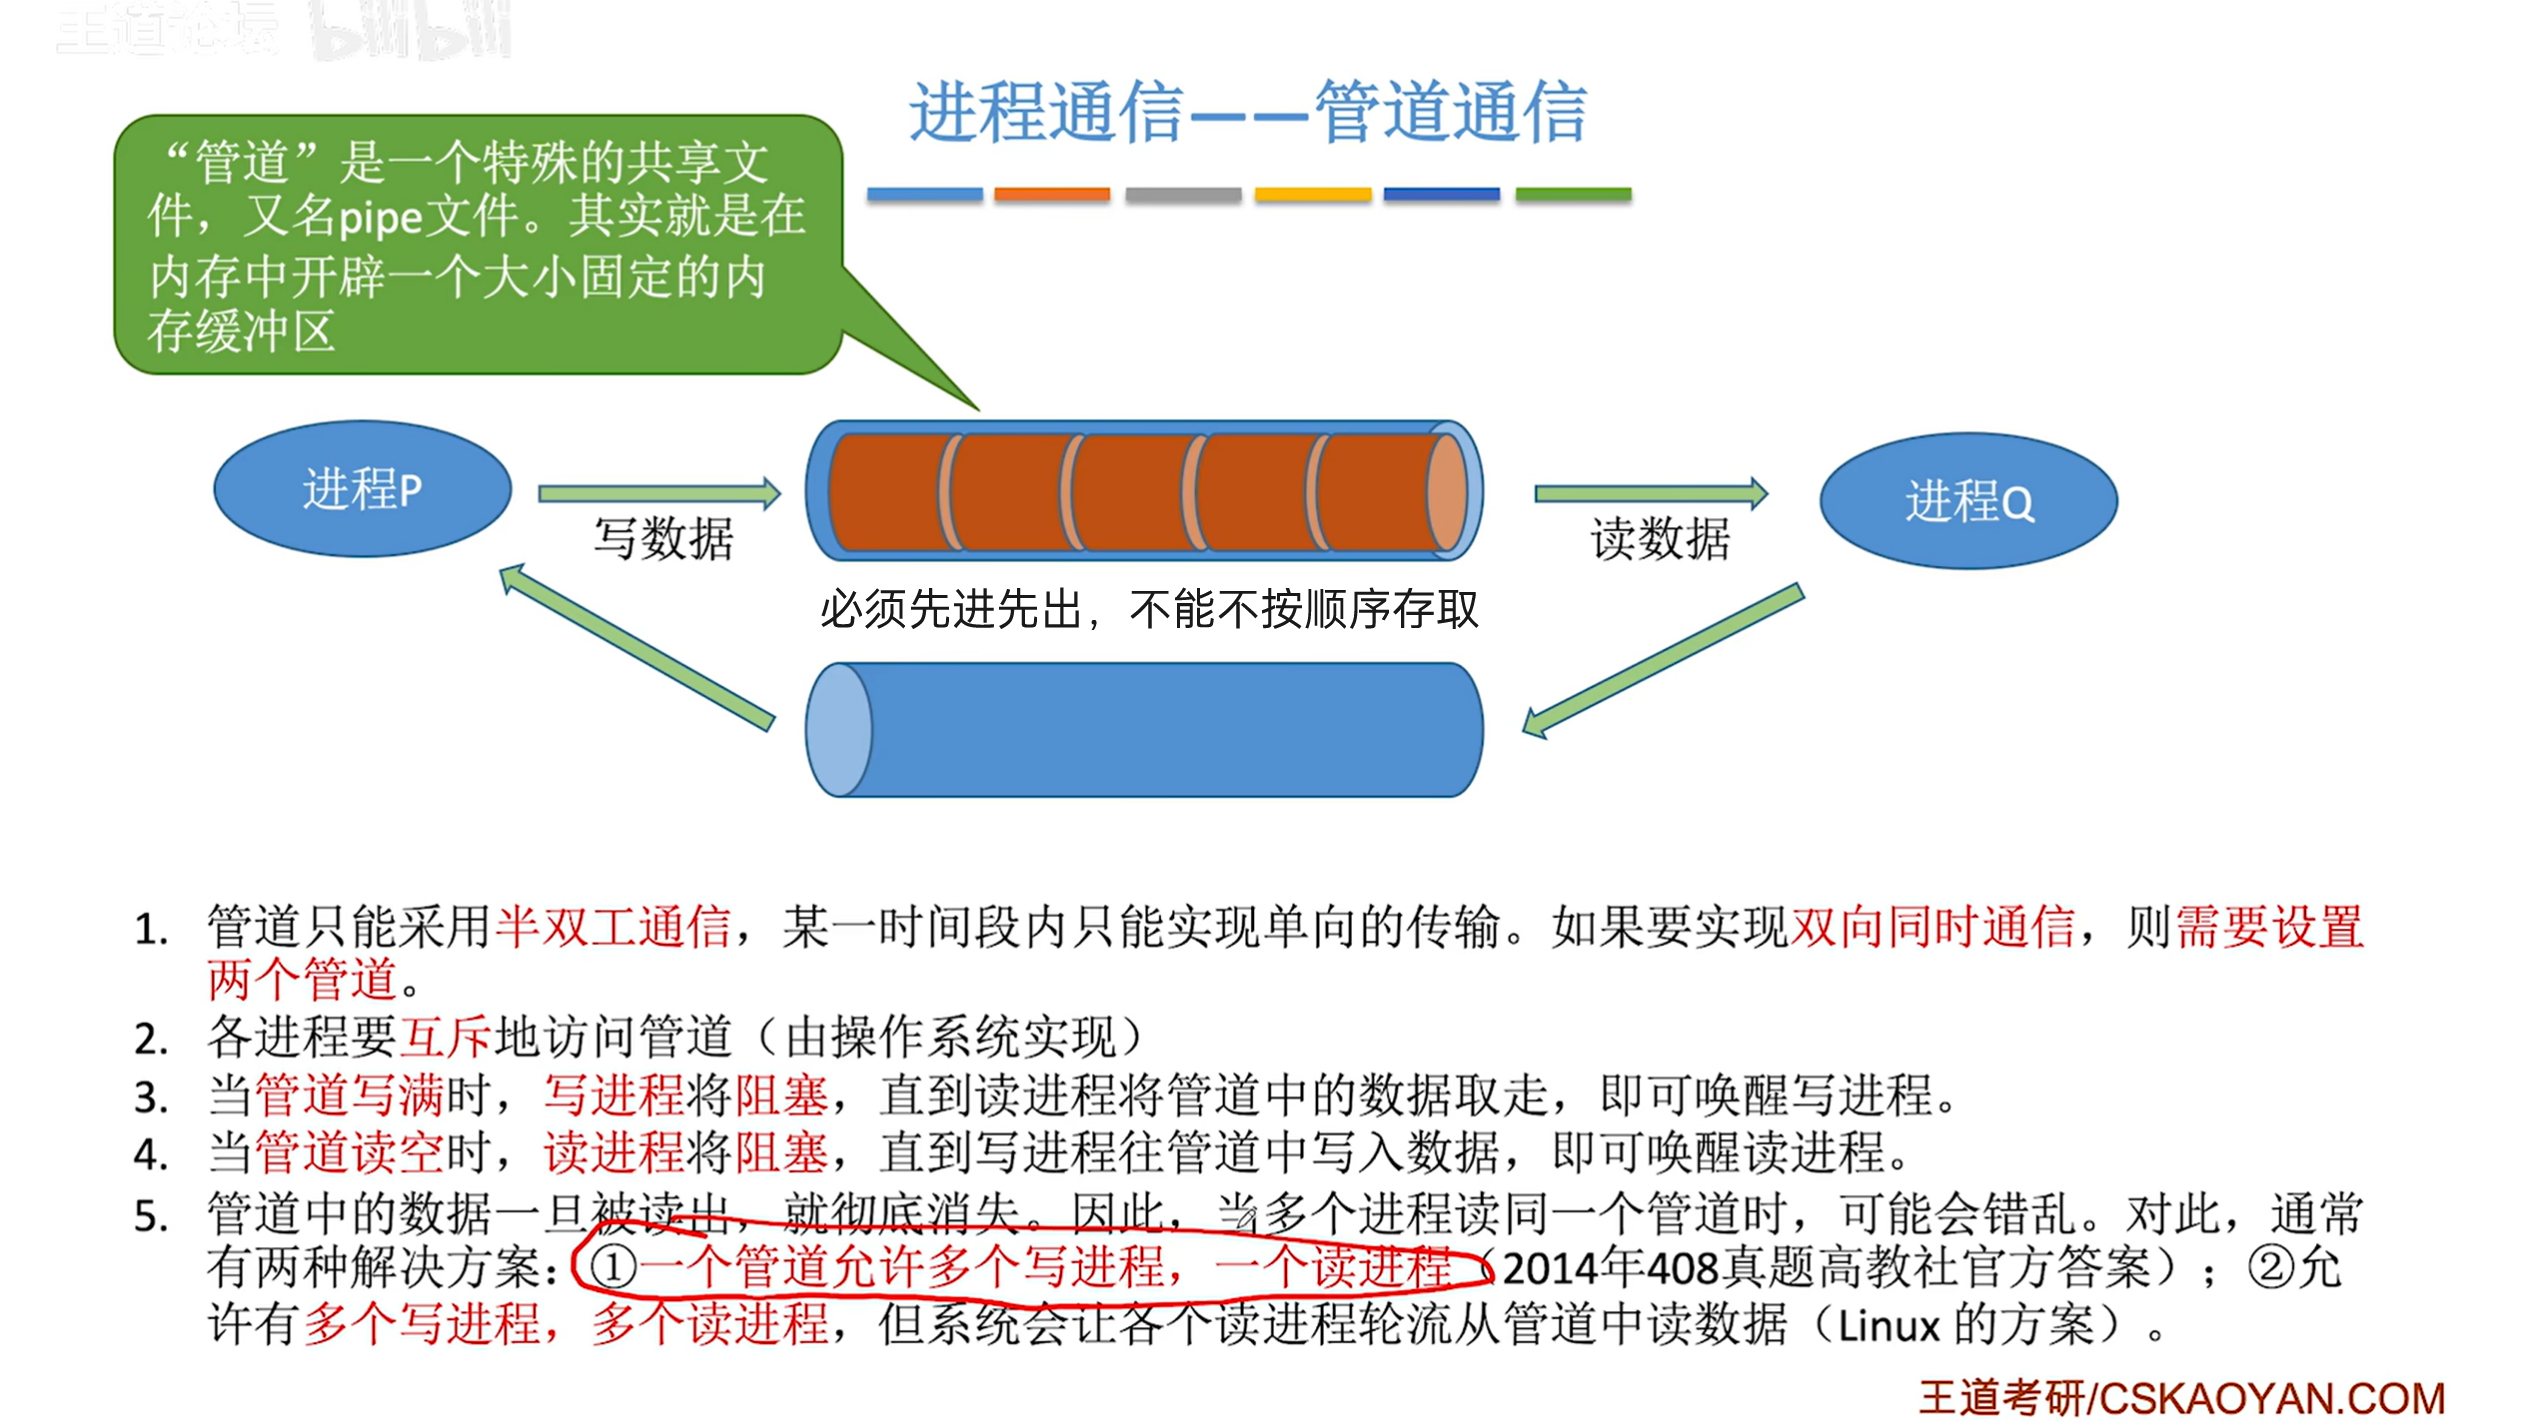 王道论坛 bilibili
进程通信——管道通信
“管道”是一个特殊的共享文
件，又名pipe文件。其实就是在
内存中开辟一个大小固定的内
存缓冲区
进程P
写数据
读数据
进程Q
必须先进先出，不能不按顺序存取
1. 管道只能采用半双工通信，某一时间段内只能实现单向的传输。如果要实现双向同时通信，则需要设置
两个管道。
2. 各进程要互斥地访问管道（由操作系统实现）
3. 当管道写满时，写进程将阻塞，直到读进程将管道中的数据取走，即可唤醒写进程。
4. 当管道读空时，读进程将阻塞，直到写进程往管道中写入数据，即可唤醒读进程。
5. 管道中的数据一旦被读出，就彻底消失。因此，当多个进程读同一个管道时，可能会错乱。对此，通常
有两种解决方案：①一个管道允许多个写进程，一个读进程（2014年408真题高教社官方答案）；②允
许有多个写进程，多个读进程，但系统会让各个读进程轮流从管道中读数据（Linux 的方案）。
王道考研/CSKAOYAN.COM